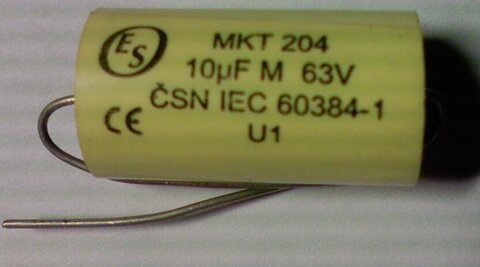 ES
MKT 204
10µF M 63V
ČSN IEC 60384-1
CE
U1